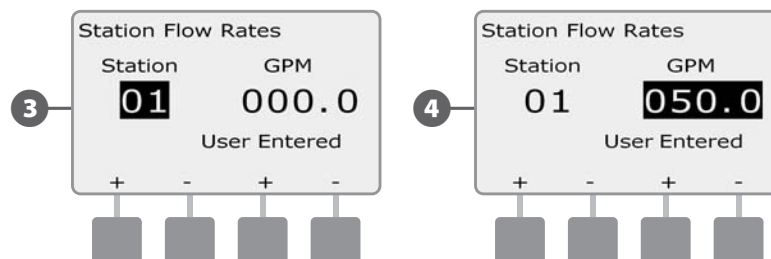 Station Flow Rates
Station GPM
3 01 000.0
User Entered
+ - + -
Station Flow Rates
Station GPM
4 01 050.0
User Entered
+ - + -